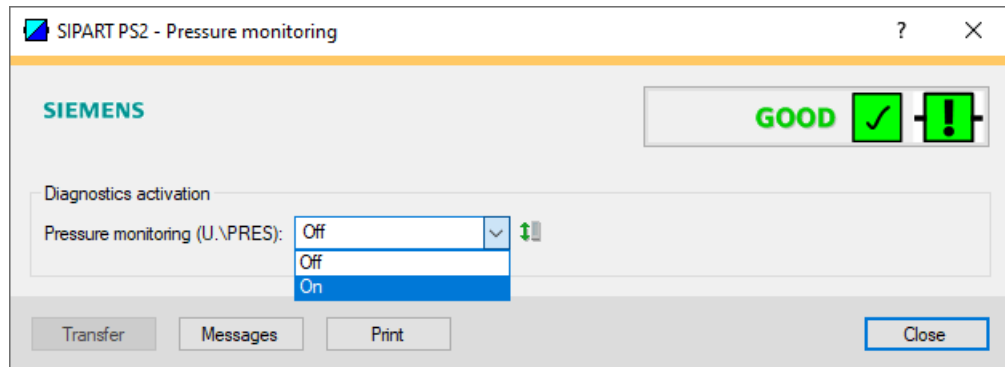 SIPART PS2 - Pressure monitoring
?
SIEMENS
GOOD
!
Diagnostics activation
Pressure monitoring (U.\PRES): Off
Off
On
Transfer Messages Print Close